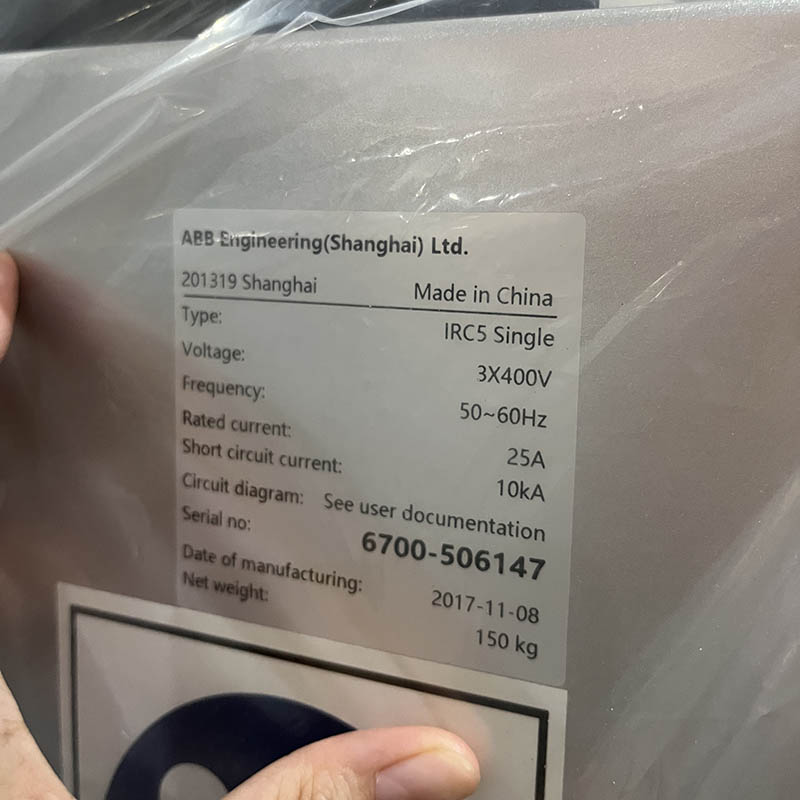 ABB Engineering(Shanghai) Ltd.
201319 Shanghai Made in China
Type: IRC5 Single
Voltage: 3X400V
Frequency: 50~60Hz
Rated current: 25A
Short circuit current: 10kA
Circuit diagram: See user documentation
Serial no: 6700-506147
Date of manufacturing: 2017-11-08
Net weight: 150 kg